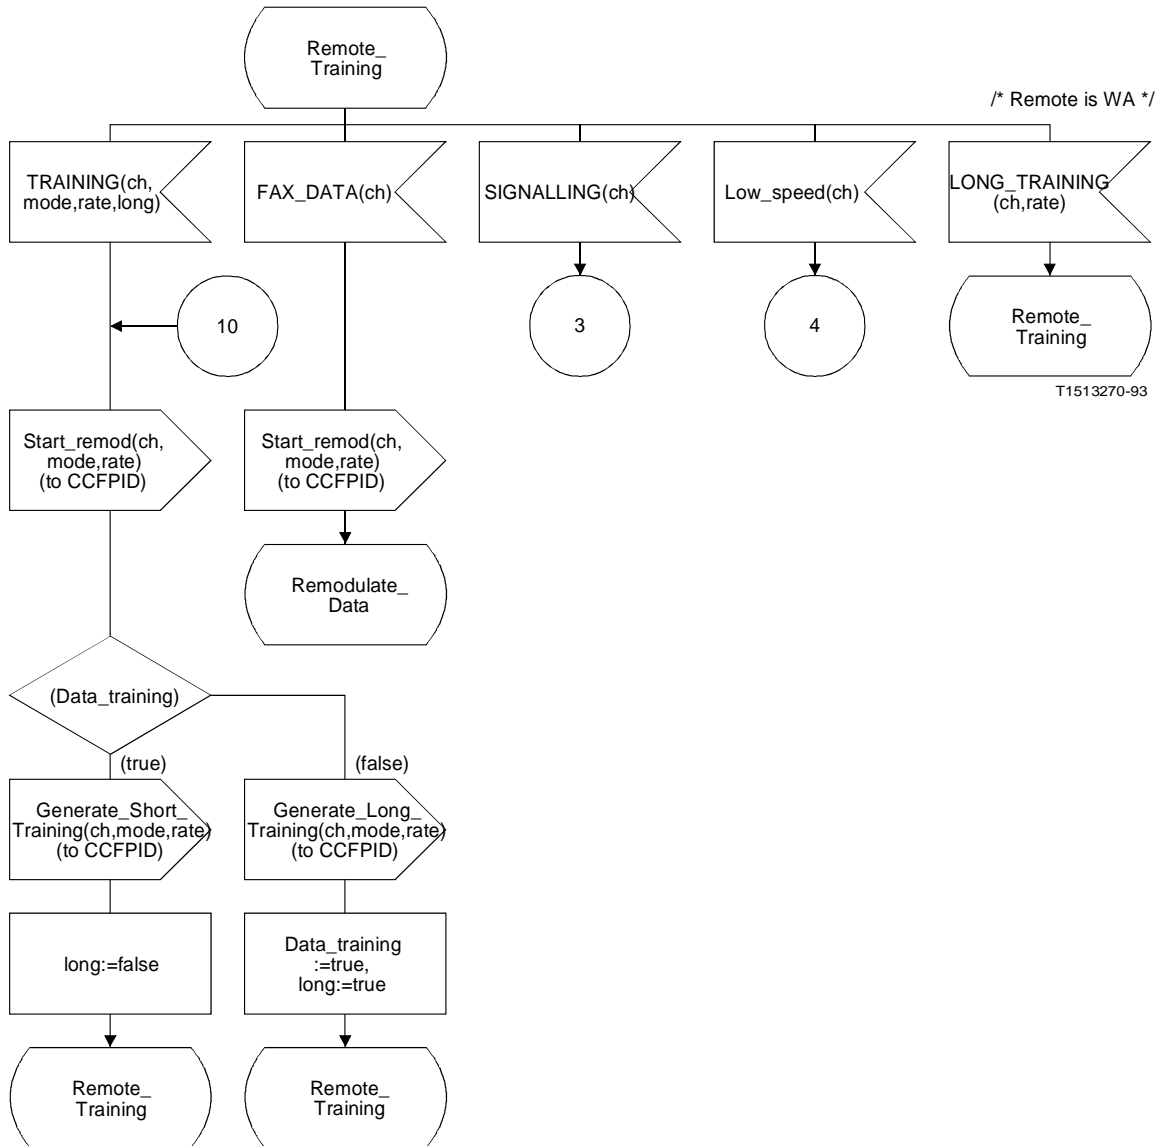 Remote_
Training
/* Remote is WA */
TRAINING(ch,
mode,rate,long)
FAX_DATA(ch)
SIGNALLING(ch)
Low_speed(ch)
LONG_TRAINING
(ch,rate)
10
3
4
Remote_
Training
T1513270-93
Start_remod(ch,
mode,rate)
(to CCFPID)
Start_remod(ch,
mode,rate)
(to CCFPID)
Remodulate_
Data
(Data_training)
(true)
(false)
Generate_Short_
Training(ch,mode,rate)
(to CCFPID)
Generate_Long_
Training(ch,mode,rate)
(to CCFPID)
long:=false
Data_training
:=true,
long:=true
Remote_
Training
Remote_
Training